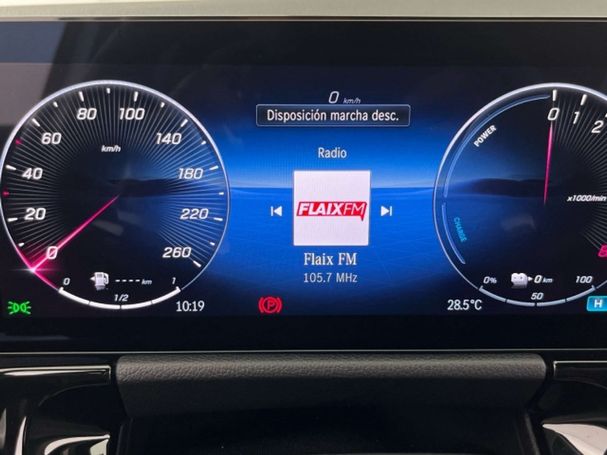 0 km/h
Disposición marcha desc.
Radio
FLAIXFM
Flaix FM
105.7 MHz
0 20 40 60 80 100 140 180 220 260
km/h
---- km
0 1/2 1
10:19
P
POWER
CHARGE
0 1 2
x1000/min
8
0 km
0% 50 100
28.5°C
H